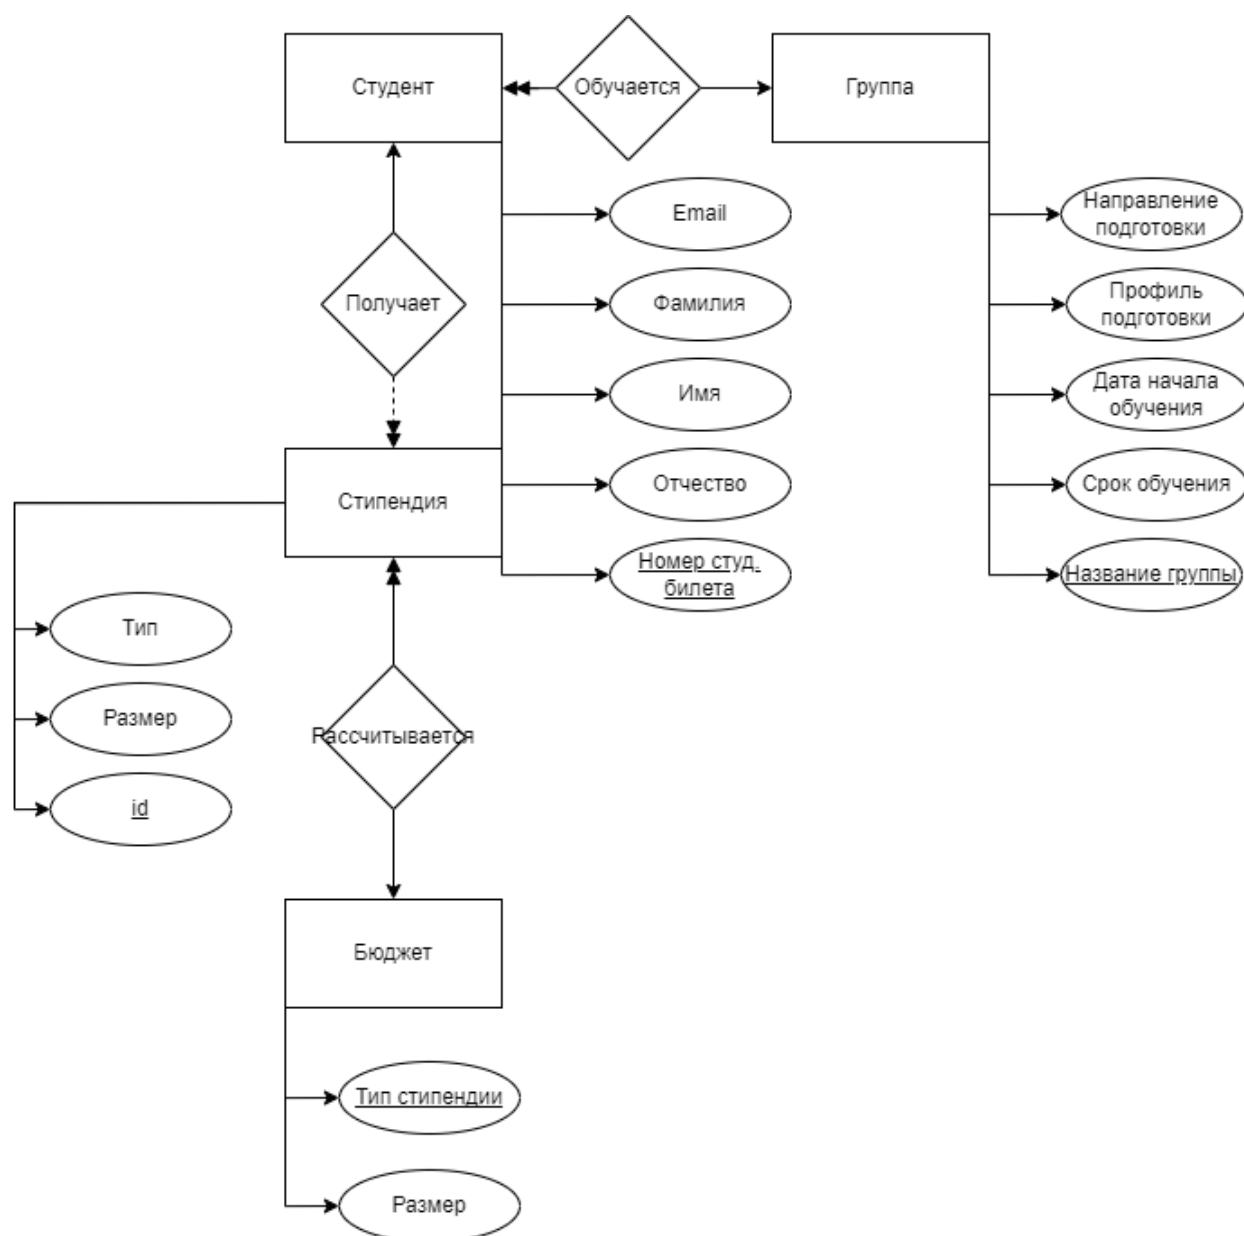 Студент
Обучается
Группа
Email
Направление
подготовки
Получает
Фамилия
Профиль
подготовки
Имя
Дата начала
обучения
Стипендия
Отчество
Срок обучения
Номер студ.
билета
Название группы
Тип
Размер
Рассчитывается
id
Бюджет
Тип стипендии
Размер